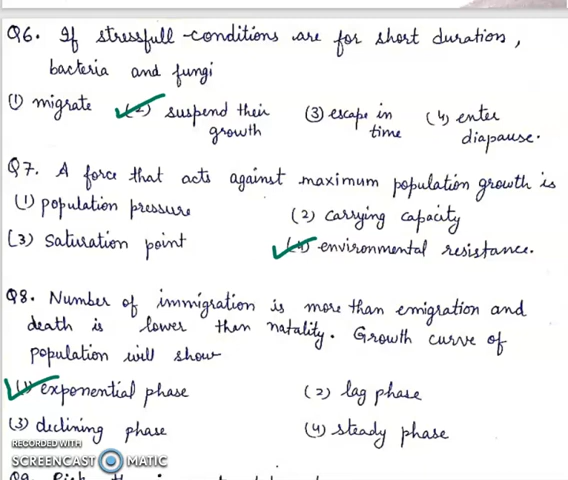 Q6. If stressfull conditions are for short duration,
bacteria and fungi
(1) migrate (2) suspend their growth (3) escape in time (4) enter diapause.
Q7. A force that acts against maximum population growth is
(1) population pressure (2) carrying capacity
(3) saturation point (4) environmental resistance.
Q8. Number of immigration is more than emigration and
death is lower than natality. Growth curve of
population will show
(1) exponential phase (2) lag phase
(3) declining phase (4) steady phase
RECORDED WITH
SCREENCAST MATIC